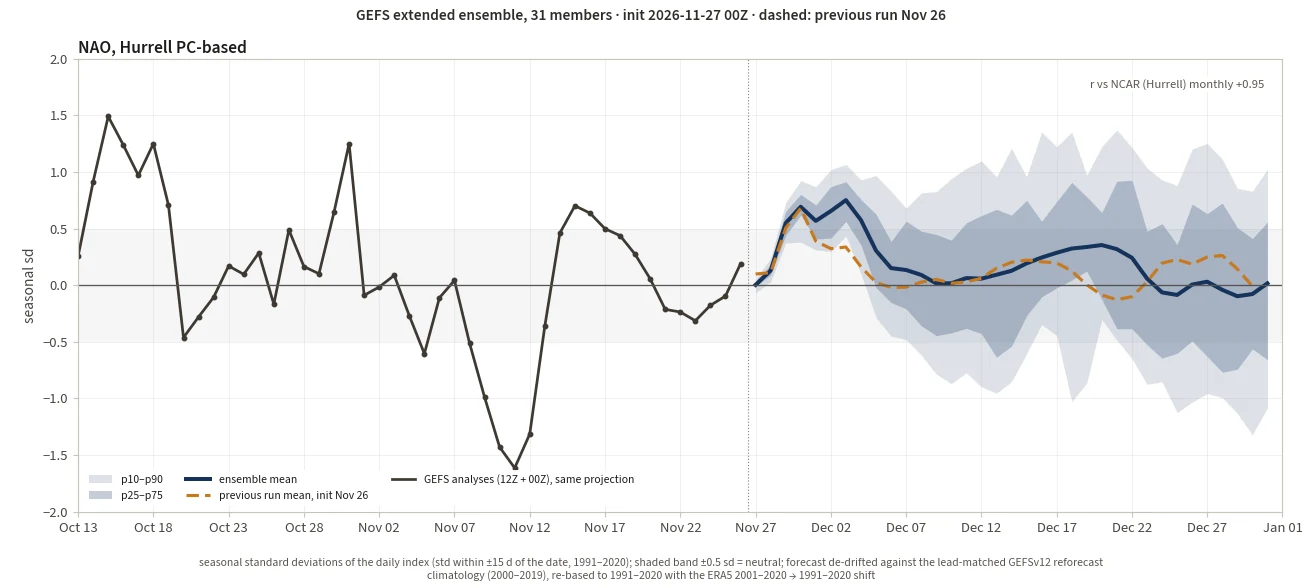 GEFS extended ensemble, 31 members · init 2026-11-27 00Z · dashed: previous run Nov 26
NAO, Hurrell PC-based
r vs NCAR (Hurrell) monthly +0.95
seasonal sd
2.0
1.5
1.0
0.5
0.0
−0.5
−1.0
−1.5
−2.0
p10–p90
p25–p75
ensemble mean
previous run mean, init Nov 26
GEFS analyses (12Z + 00Z), same projection
Oct 13 Oct 18 Oct 23 Oct 28 Nov 02 Nov 07 Nov 12 Nov 17 Nov 22 Nov 27 Dec 02 Dec 07 Dec 12 Dec 17 Dec 22 Dec 27 Jan 01
seasonal standard deviations of the daily index (std within ±15 d of the date, 1991–2020); shaded band ±0.5 sd = neutral; forecast de-drifted against the lead-matched GEFSv12 reforecast
climatology (2000–2019), re-based to 1991–2020 with the ERA5 2001–2020 → 1991–2020 shift